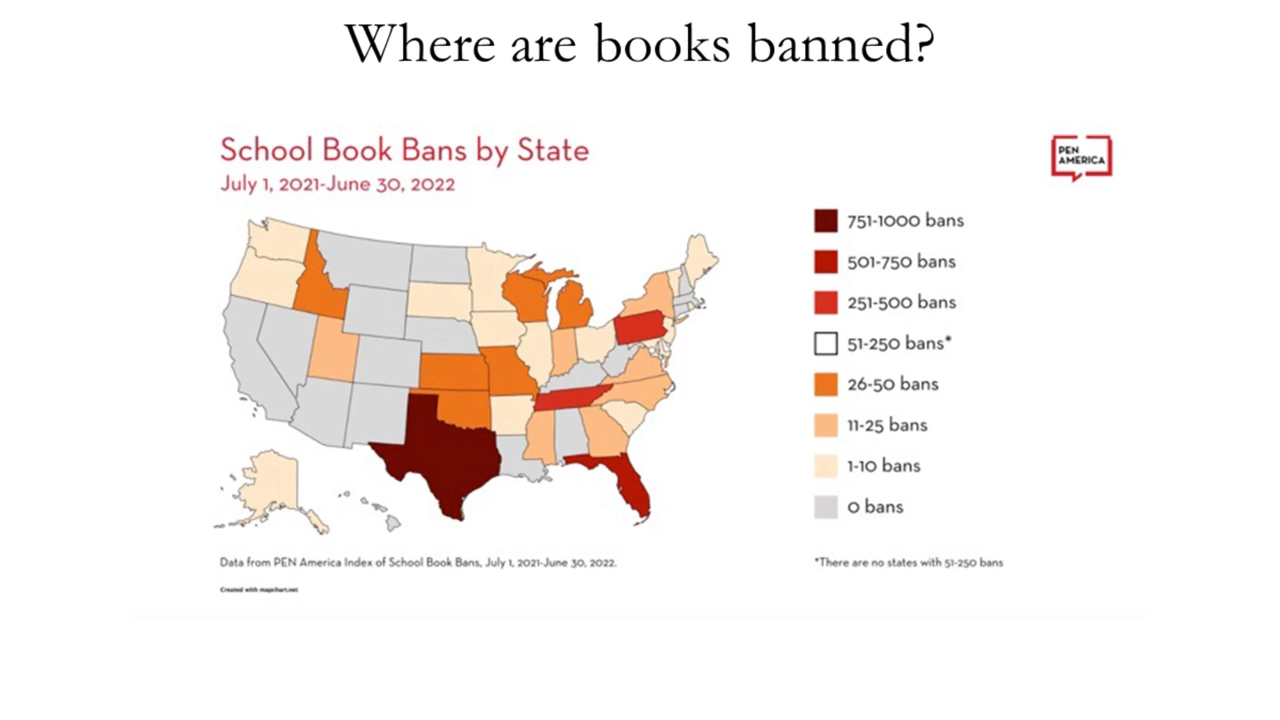 Where are books banned?
School Book Bans by State
July 1, 2021-June 30, 2022
PEN
AMERICA
751-1000 bans
501-750 bans
251-500 bans
51-250 bans*
26-50 bans
11-25 bans
1-10 bans
0 bans
Data from PEN America Index of School Book Bans, July 1, 2021-June 30, 2022.
*There are no states with 51-250 bans
Created with mapchart.net